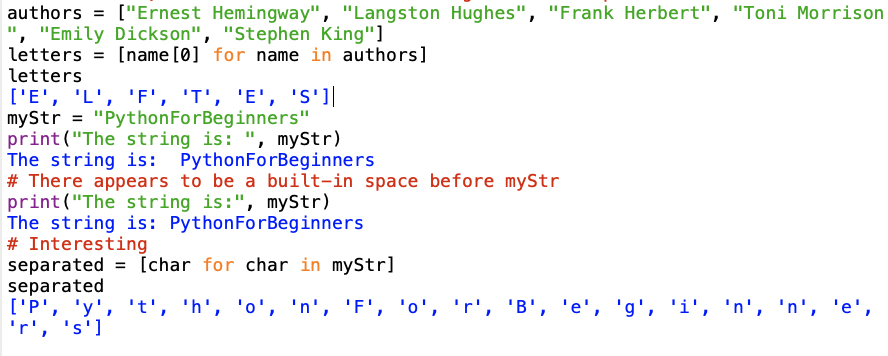 authors = ["Ernest Hemingway", "Langston Hughes", "Frank Herbert", "Toni Morrison
", "Emily Dickson", "Stephen King"]
letters = [name[0] for name in authors]
letters
['E', 'L', 'F', 'T', 'E', 'S']
myStr = "PythonForBeginners"
print("The string is: ", myStr)
The string is:  PythonForBeginners
# There appears to be a built-in space before myStr
print("The string is:", myStr)
The string is: PythonForBeginners
# Interesting
separated = [char for char in myStr]
separated
['P', 'y', 't', 'h', 'o', 'n', 'F', 'o', 'r', 'B', 'e', 'g', 'i', 'n', 'n', 'e',
'r', 's']